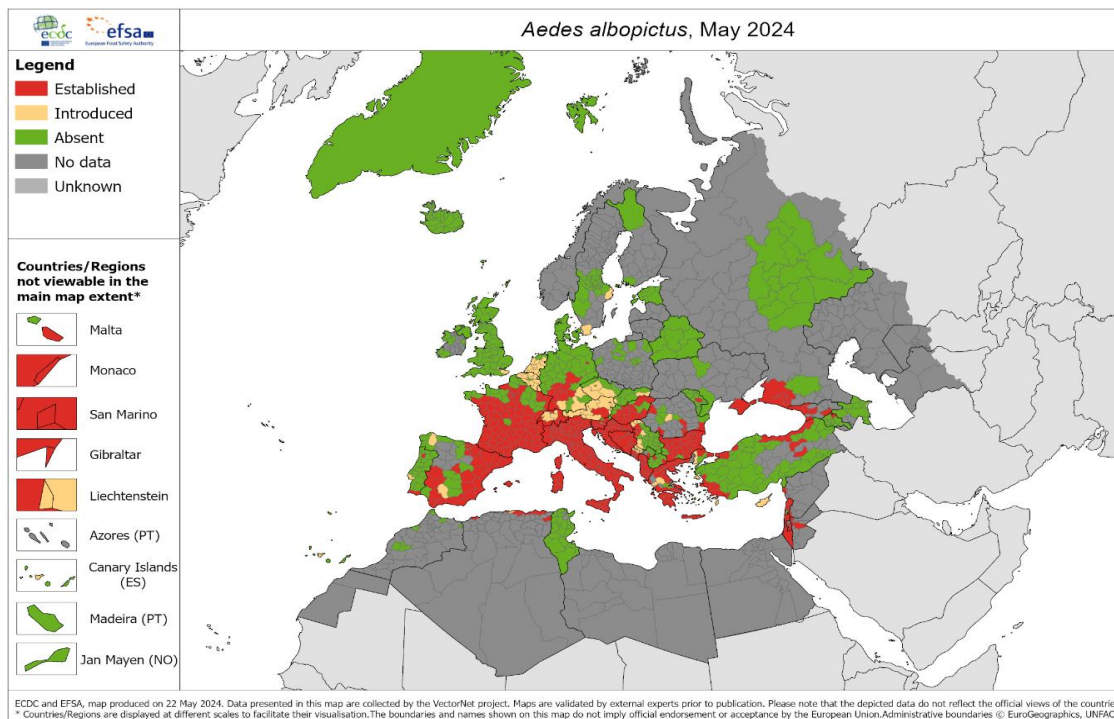 ecdc
efsa
European Food Safety Authority
Aedes albopictus, May 2024
Legend
Established
Introduced
Absent
No data
Unknown
Countries/Regions
not viewable in the
main map extent*
Malta
Monaco
San Marino
Gibraltar
Liechtenstein
Azores (PT)
Canary Islands
(ES)
Madeira (PT)
Jan Mayen (NO)
ECDC and EFSA, map produced on 22 May 2024. Data presented in this map are collected by the VectorNet project. Maps are validated by external experts prior to publication. Please note that the depicted data do not reflect the official views of the
* Countries/Regions are displayed at different scales to facilitate their visualisation.The boundaries and names shown on this map do not imply official endorsement or acceptance by the European Union.Administrative boundaries © EuroGeographics,